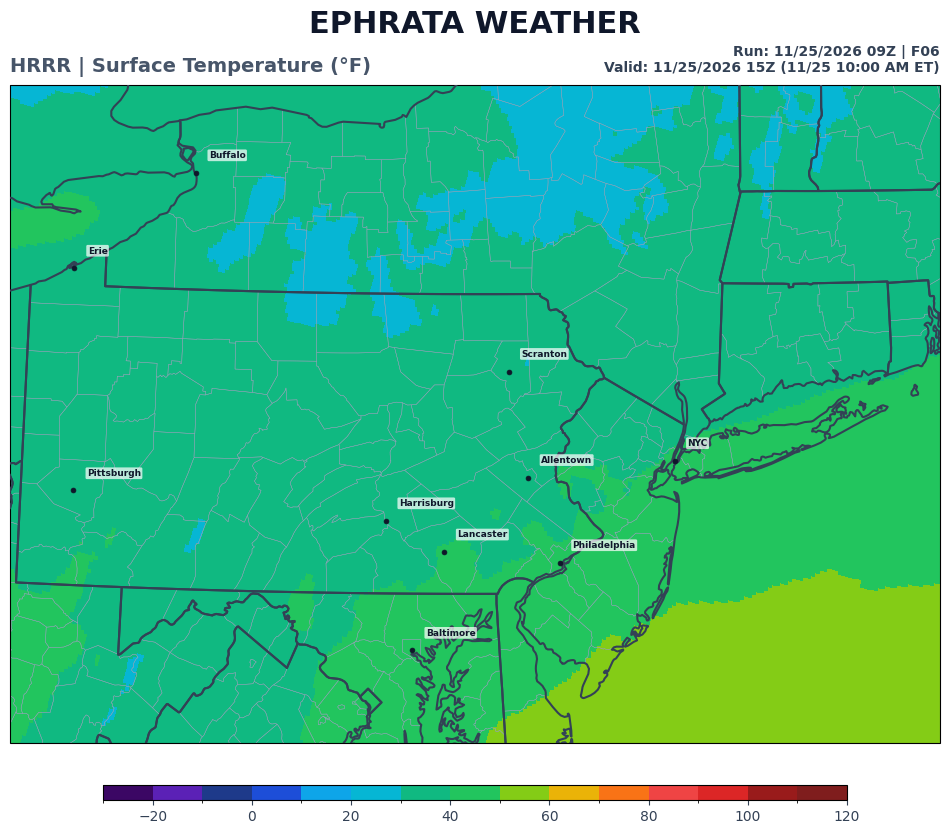 EPHRATA WEATHER
HRRR | Surface Temperature (°F)
Run: 11/25/2026 09Z | F06
Valid: 11/25/2026 15Z (11/25 10:00 AM ET)
Buffalo
Erie
Scranton
NYC
Allentown
Pittsburgh
Harrisburg
Lancaster
Philadelphia
Baltimore
−20 0 20 40 60 80 100 120